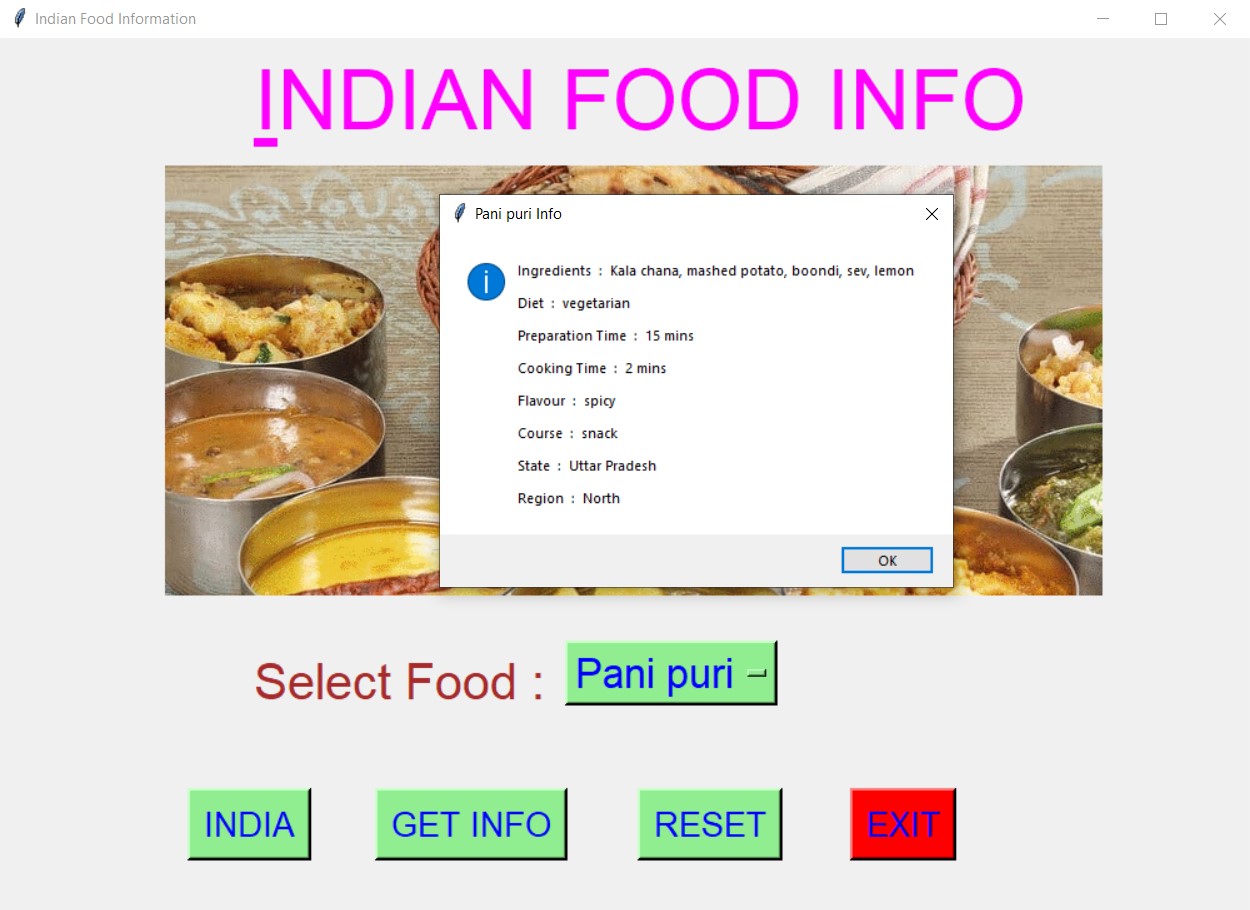 Indian Food Information
INDIAN FOOD INFO
Pani puri Info
Ingredients : Kala chana, mashed potato, boondi, sev, lemon
Diet : vegetarian
Preparation Time : 15 mins
Cooking Time : 2 mins
Flavour : spicy
Course : snack
State : Uttar Pradesh
Region : North
OK
Select Food : Pani puri
INDIA GET INFO RESET EXIT